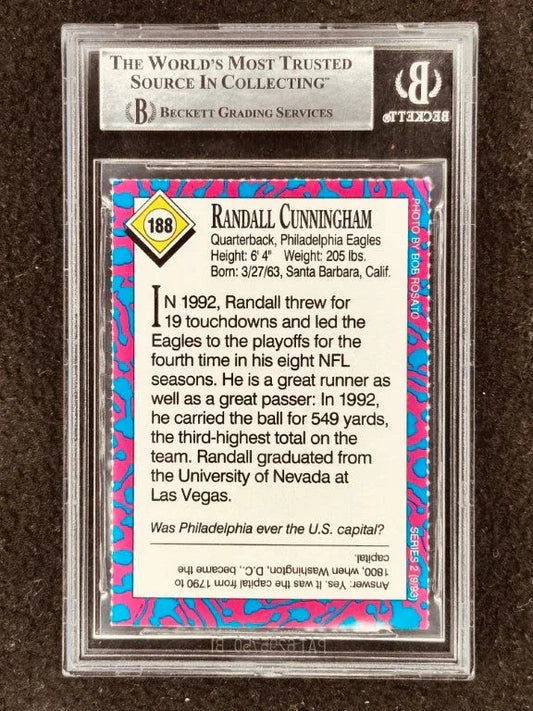 THE WORLD'S MOST TRUSTED
SOURCE IN COLLECTING™
B BECKETT GRADING SERVICES
B
BECKETT®
188
RANDALL CUNNINGHAM
Quarterback, Philadelphia Eagles
Height: 6' 4" Weight: 205 lbs.
Born: 3/27/63, Santa Barbara, Calif.
IN 1992, Randall threw for
19 touchdowns and led the
Eagles to the playoffs for the
fourth time in his eight NFL
seasons. He is a great runner as
well as a great passer: In 1992,
he carried the ball for 549 yards,
the third-highest total on the
team. Randall graduated from
the University of Nevada at
Las Vegas.
Was Philadelphia ever the U.S. capital?
Answer: Yes. It was the capital from 1790 to
1800, when Washington, D.C., became the
capital.
PHOTO BY BOB ROSATO
SERIES 2 (9/93)